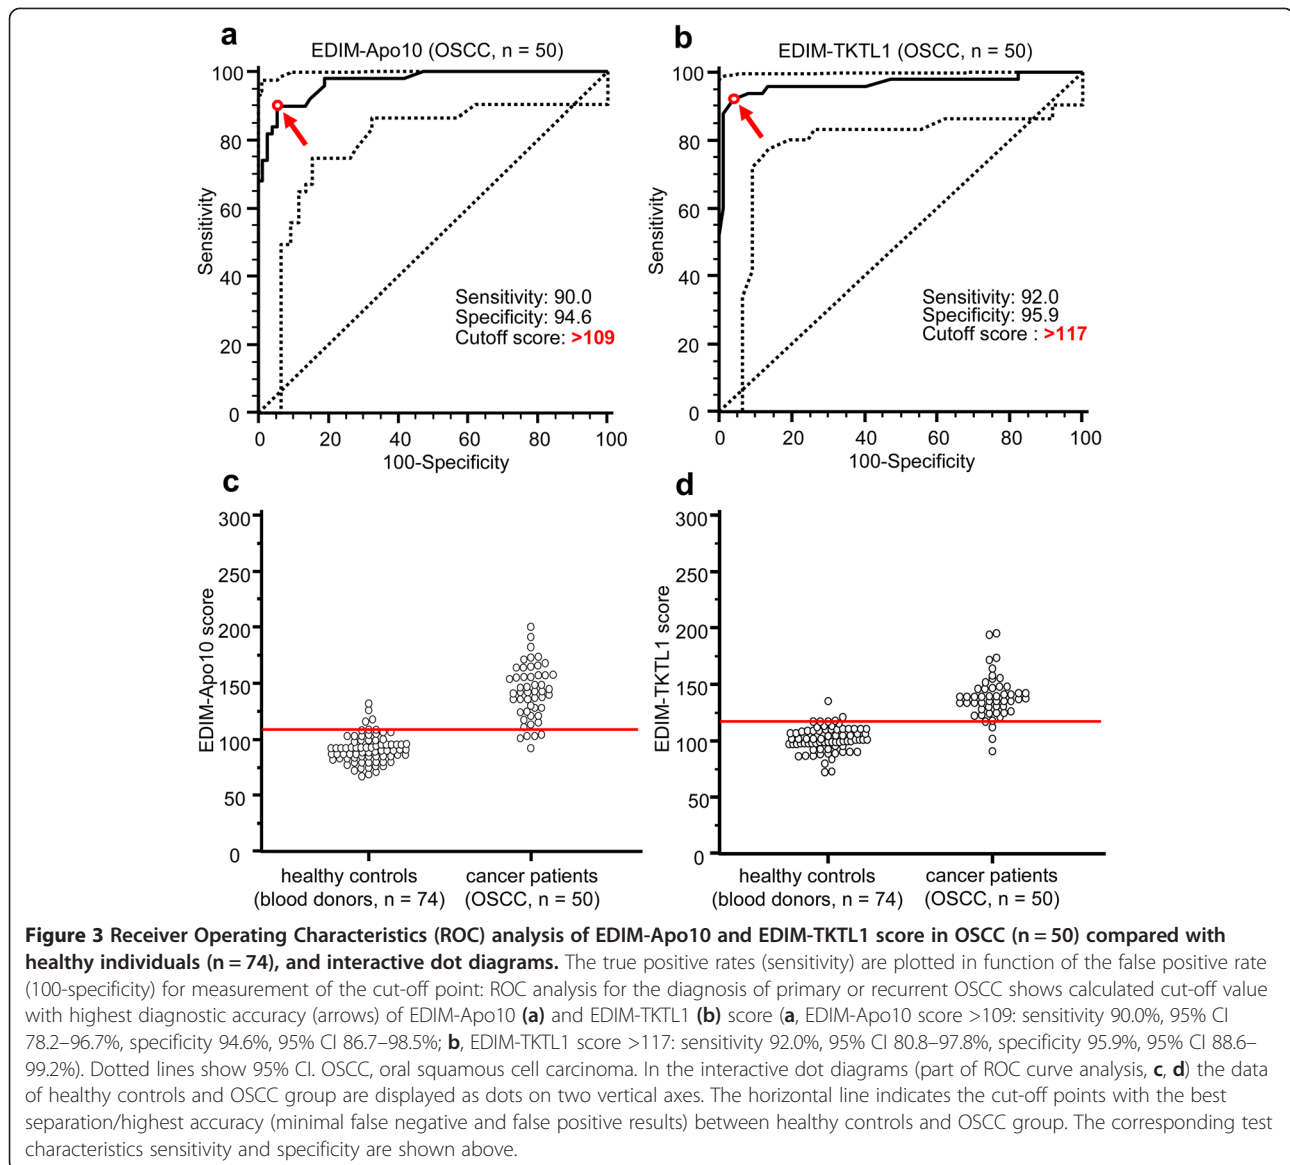 a
EDIM-Apo10 (OSCC, n = 50)
100
80
60
40
20
0
Sensitivity
Sensitivity: 90.0
Specificity: 94.6
Cutoff score: >109
0 20 40 60 80 100
100-Specificity
b
EDIM-TKTL1 (OSCC, n = 50)
100
80
60
40
20
0
Sensitivity
Sensitivity: 92.0
Specificity: 95.9
Cutoff score : >117
0 20 40 60 80 100
100-Specificity
c
300
250
200
150
100
50
0
EDIM-Apo10 score
healthy controls
(blood donors, n = 74)
cancer patients
(OSCC, n = 50)
d
300
250
200
150
100
50
0
EDIM-TKTL1 score
healthy controls
(blood donors, n = 74)
cancer patients
(OSCC, n = 50)
Figure 3 Receiver Operating Characteristics (ROC) analysis of EDIM-Apo10 and EDIM-TKTL1 score in OSCC (n = 50) compared with
healthy individuals (n = 74), and interactive dot diagrams. The true positive rates (sensitivity) are plotted in function of the false positive rate
(100-specificity) for measurement of the cut-off point: ROC analysis for the diagnosis of primary or recurrent OSCC shows calculated cut-off value
with highest diagnostic accuracy (arrows) of EDIM-Apo10 (a) and EDIM-TKTL1 (b) score (a, EDIM-Apo10 score >109: sensitivity 90.0%, 95% CI
78.2–96.7%, specificity 94.6%, 95% CI 86.7–98.5%; b, EDIM-TKTL1 score >117: sensitivity 92.0%, 95% CI 80.8–97.8%, specificity 95.9%, 95% CI 88.6–
99.2%). Dotted lines show 95% CI. OSCC, oral squamous cell carcinoma. In the interactive dot diagrams (part of ROC curve analysis, c, d) the data
of healthy controls and OSCC group are displayed as dots on two vertical axes. The horizontal line indicates the cut-off points with the best
separation/highest accuracy (minimal false negative and false positive results) between healthy controls and OSCC group. The corresponding test
characteristics sensitivity and specificity are shown above.